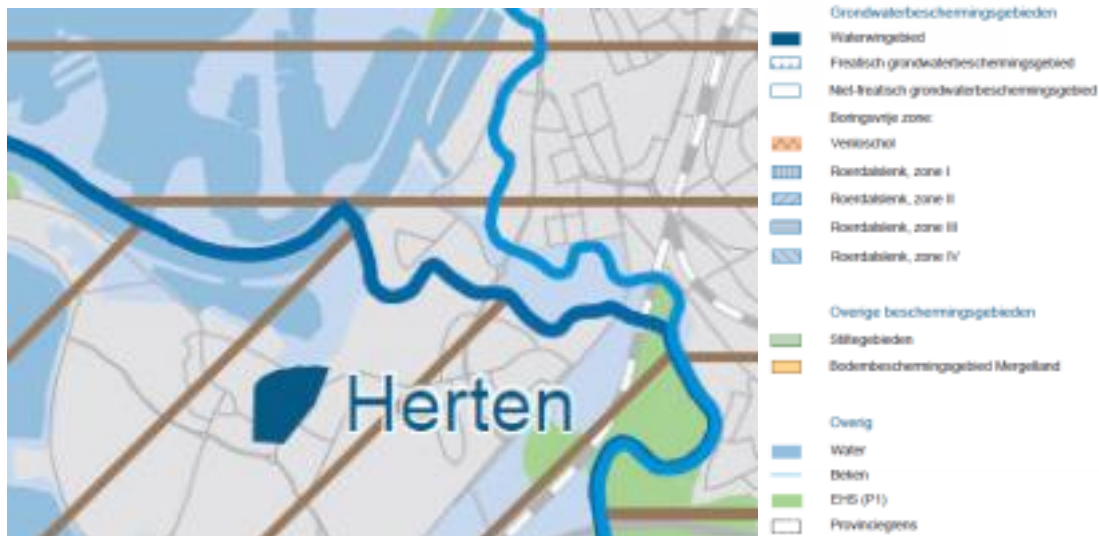 Herten
Grondwaterbeschermingsgebieden
Waterwingebied
Freatisch grondwaterbeschermingsgebied
Niet-freatisch grondwaterbeschermingsgebied
Boringsvrije zone:
Venloschol
Roerdalslenk, zone I
Roerdalslenk, zone II
Roerdalslenk, zone III
Roerdalslenk, zone IV
Overige beschermingsgebieden
Stiltegebieden
Bodembeschermingsgebied Mergelland
Overig
Water
Beken
EHS (P1)
Provinciegrens